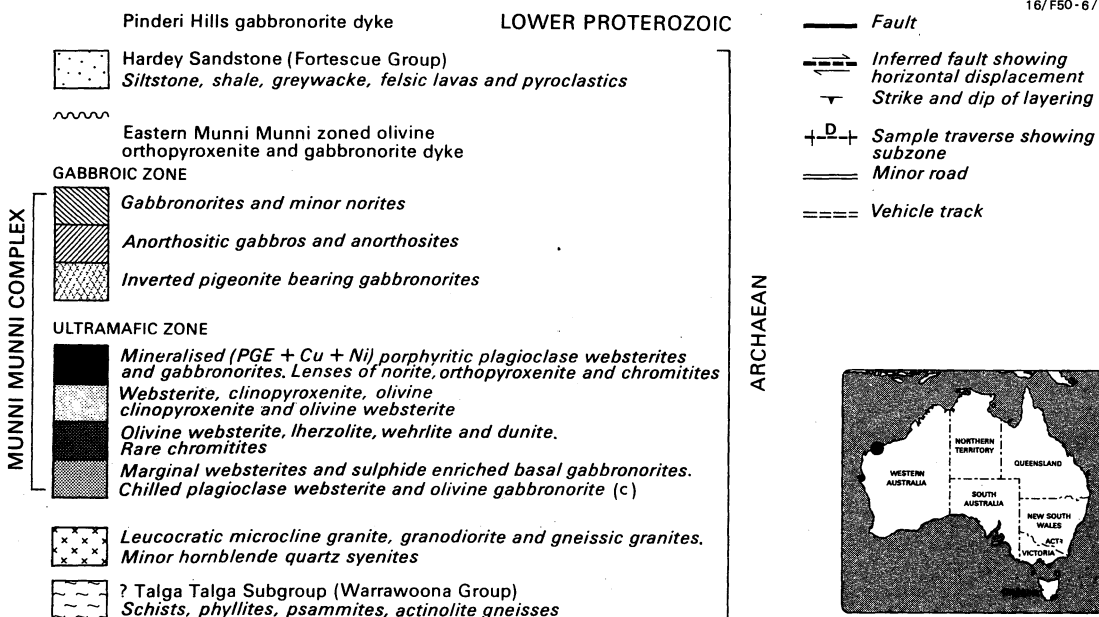 16/F50-6/
Pinderi Hills gabbronorite dyke
LOWER PROTEROZOIC
Hardey Sandstone (Fortescue Group)
Siltstone, shale, greywacke, felsic lavas and pyroclastics
Eastern Munni Munni zoned olivine
orthopyroxenite and gabbronorite dyke
GABBROIC ZONE
Gabbronorites and minor norites
Anorthositic gabbros and anorthosites
Inverted pigeonite bearing gabbronorites
ULTRAMAFIC ZONE
Mineralised (PGE + Cu + Ni) porphyritic plagioclase websterites
and gabbronorites. Lenses of norite, orthopyroxenite and chromitites
Websterite, clinopyroxenite, olivine
clinopyroxenite and olivine websterite
Olivine websterite, lherzolite, wehrlite and dunite.
Rare chromitites
Marginal websterites and sulphide enriched basal gabbronorites.
Chilled plagioclase websterite and olivine gabbronorite (c)
MUNNI MUNNI COMPLEX
Leucocratic microcline granite, granodiorite and gneissic granites.
Minor hornblende quartz syenites
? Talga Talga Subgroup (Warrawoona Group)
Schists, phyllites, psammites, actinolite gneisses
ARCHAEAN
Fault
Inferred fault showing
horizontal displacement
Strike and dip of layering
D
Sample traverse showing
subzone
Minor road
Vehicle track
NORTHERN
TERRITORY
WESTERN
AUSTRALIA
QUEENSLAND
SOUTH
AUSTRALIA
NEW SOUTH
WALES
ACT
VICTORIA